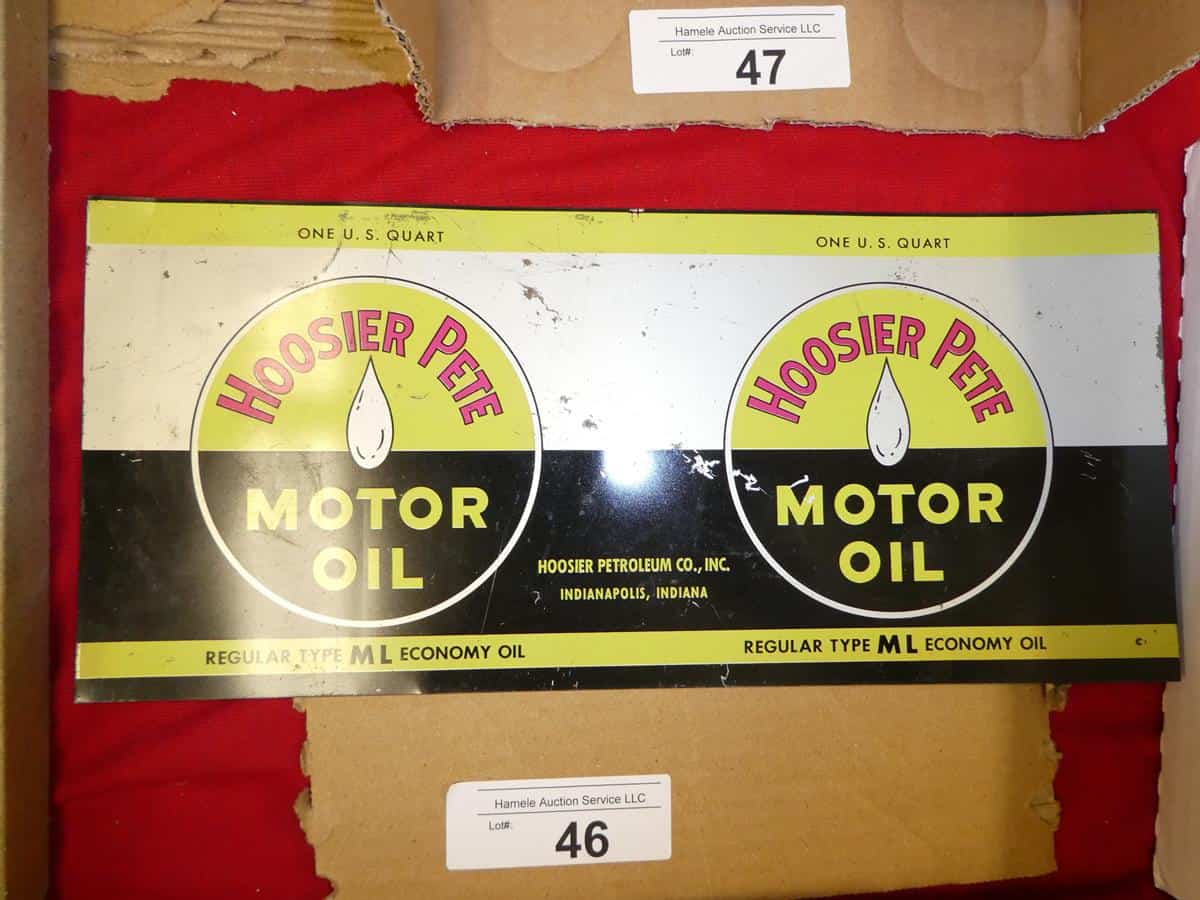 Hamele Auction Service LLC
Lot#:
47
ONE U. S. QUART
ONE U. S. QUART
HOOSIER PETE
MOTOR
OIL
HOOSIER PETE
MOTOR
OIL
HOOSIER PETROLEUM CO., INC.
INDIANAPOLIS, INDIANA
REGULAR TYPE ML ECONOMY OIL
REGULAR TYPE ML ECONOMY OIL
Hamele Auction Service LLC
Lot#:
46